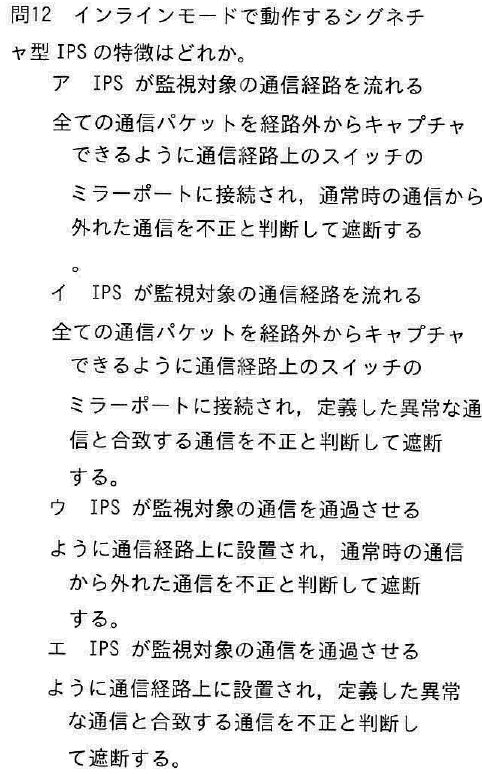 問12　インラインモードで動作するシグネチ
ャ型 IPS の特徴はどれか。
ア　IPS が監視対象の通信経路を流れる
全ての通信パケットを経路外からキャプチャ
できるように通信経路上のスイッチの
ミラーポートに接続され，通常時の通信から
外れた通信を不正と判断して遮断する
。
イ　IPS が監視対象の通信経路を流れる
全ての通信パケットを経路外からキャプチャ
できるように通信経路上のスイッチの
ミラーポートに接続され，定義した異常な通
信と合致する通信を不正と判断して遮断
する。
ウ　IPS が監視対象の通信を通過させる
ように通信経路上に設置され，通常時の通信
から外れた通信を不正と判断して遮断
する。
エ　IPS が監視対象の通信を通過させる
ように通信経路上に設置され，定義した異常
な通信と合致する通信を不正と判断し
て遮断する。